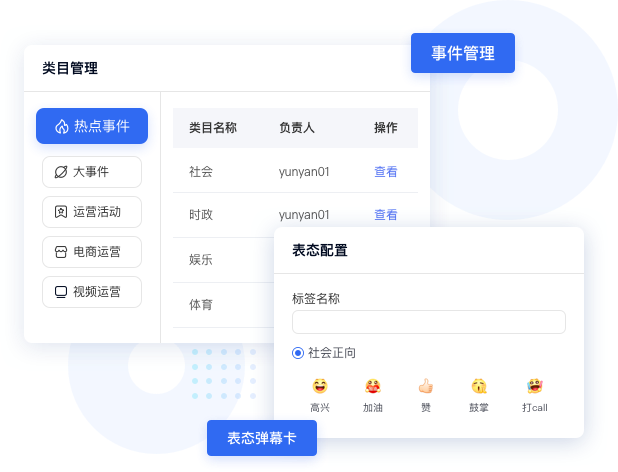 事件管理
类目管理
热点事件
大事件
运营活动
电商运营
视频运营
类目名称 负责人 操作
社会 yunyan01 查看
时政 yunyan01 查看
娱乐
体育
表态配置
标签名称
社会正向
高兴 加油 赞 鼓掌 打call
表态弹幕卡